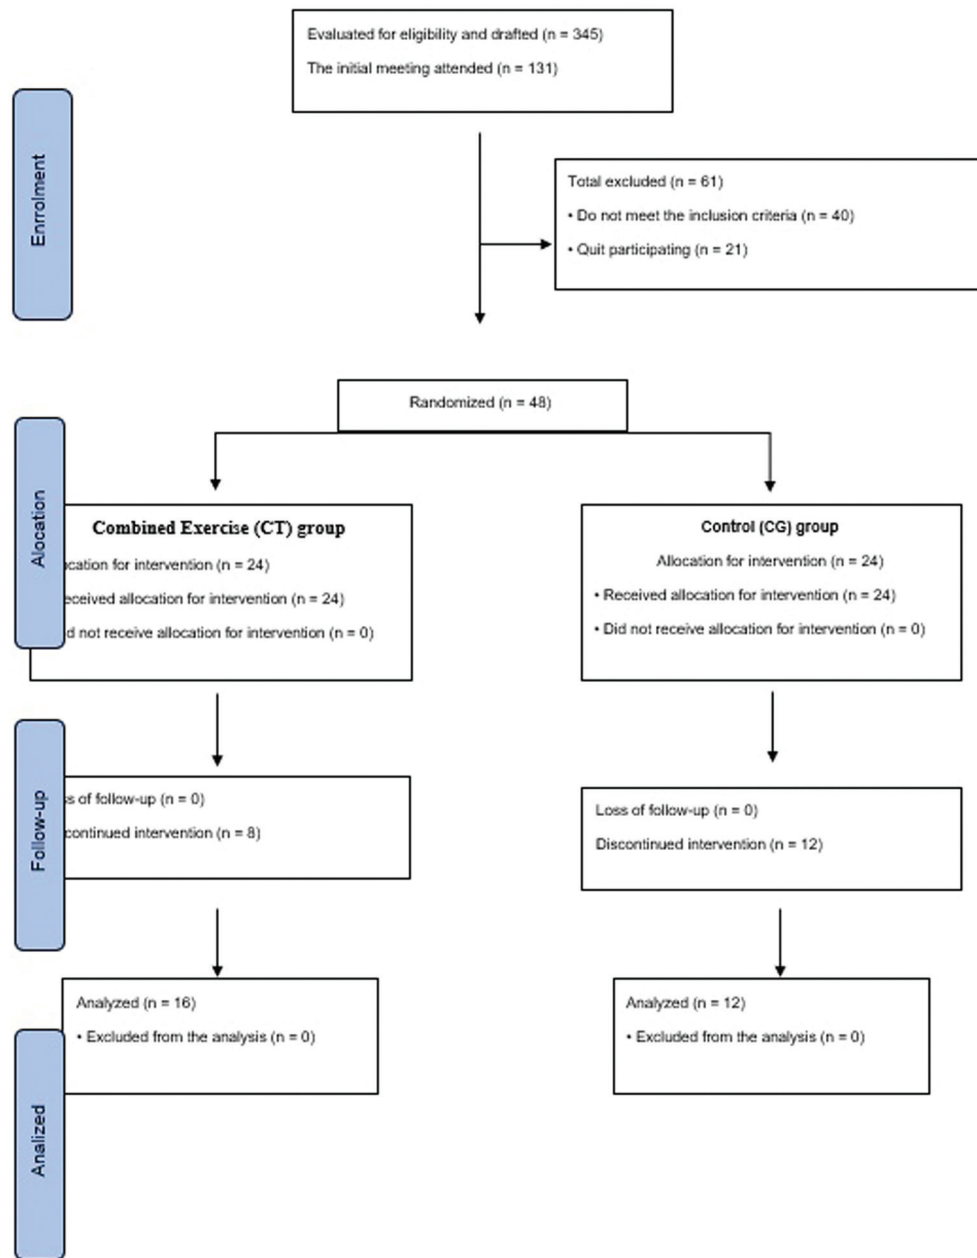 Evaluated for eligibility and drafted (n = 345)
The initial meeting attended (n = 131)
Enrrolment
Total excluded (n = 61)
• Do not meet the inclusion criteria (n = 40)
• Quit participating (n = 21)
Randomized (n = 48)
Alocation
Combined Exercise (CT) group
ocation for intervention (n = 24)
eceived allocation for intervention (n = 24)
d not receive allocation for intervention (n = 0)
Control (CG) group
Allocation for intervention (n = 24)
• Received allocation for intervention (n = 24)
• Did not receive allocation for intervention (n = 0)
Follow-up
ss of follow-up (n = 0)
continued intervention (n = 8)
Loss of follow-up (n = 0)
Discontinued intervention (n = 12)
Analized
Analyzed (n = 16)
• Excluded from the analysis (n = 0)
Analyzed (n = 12)
• Excluded from the analysis (n = 0)